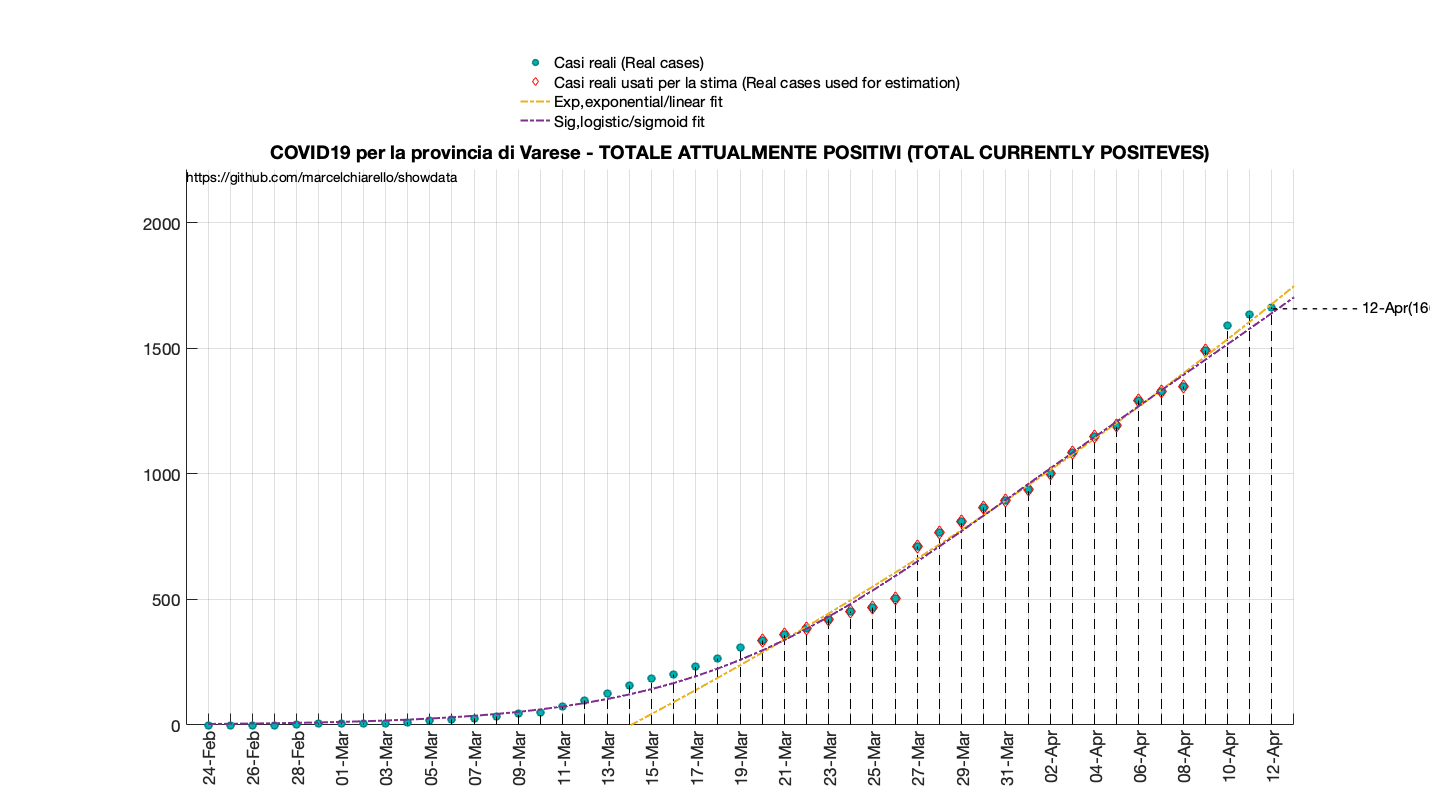 Casi reali (Real cases)
Casi reali usati per la stima (Real cases used for estimation)
Exp,exponential/linear fit
Sig,logistic/sigmoid fit
COVID19 per la provincia di Varese - TOTALE ATTUALMENTE POSITIVI (TOTAL CURRENTLY POSITEVES)
https://github.com/marcelchiarello/showdata
2000
1500
1000
500
0
12-Apr(16
24-Feb
26-Feb
28-Feb
01-Mar
03-Mar
05-Mar
07-Mar
09-Mar
11-Mar
13-Mar
15-Mar
17-Mar
19-Mar
21-Mar
23-Mar
25-Mar
27-Mar
29-Mar
31-Mar
02-Apr
04-Apr
06-Apr
08-Apr
10-Apr
12-Apr